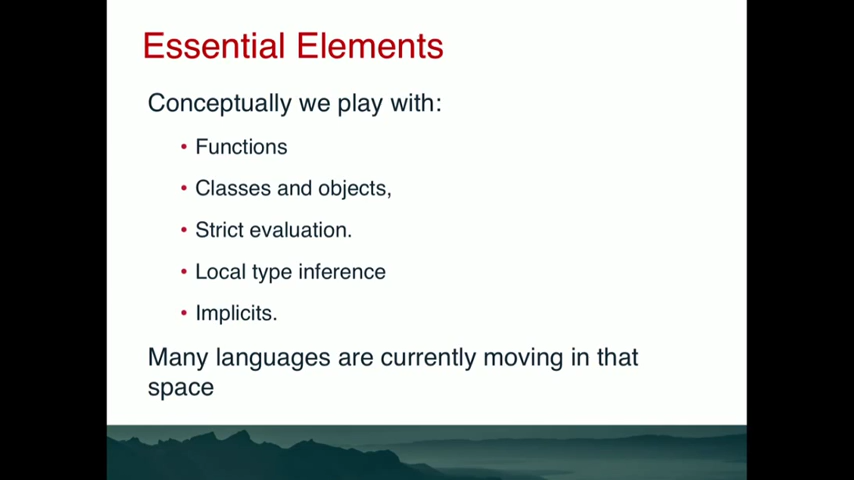 Essential Elements
Conceptually we play with:
• Functions
• Classes and objects,
• Strict evaluation.
• Local type inference
• Implicits.
Many languages are currently moving in that
space